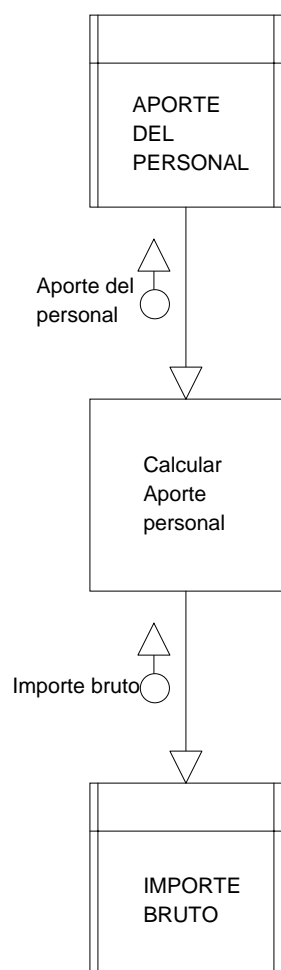 APORTE
DEL
PERSONAL
Aporte del
personal
Calcular
Aporte
personal
Importe bruto
IMPORTE
BRUTO